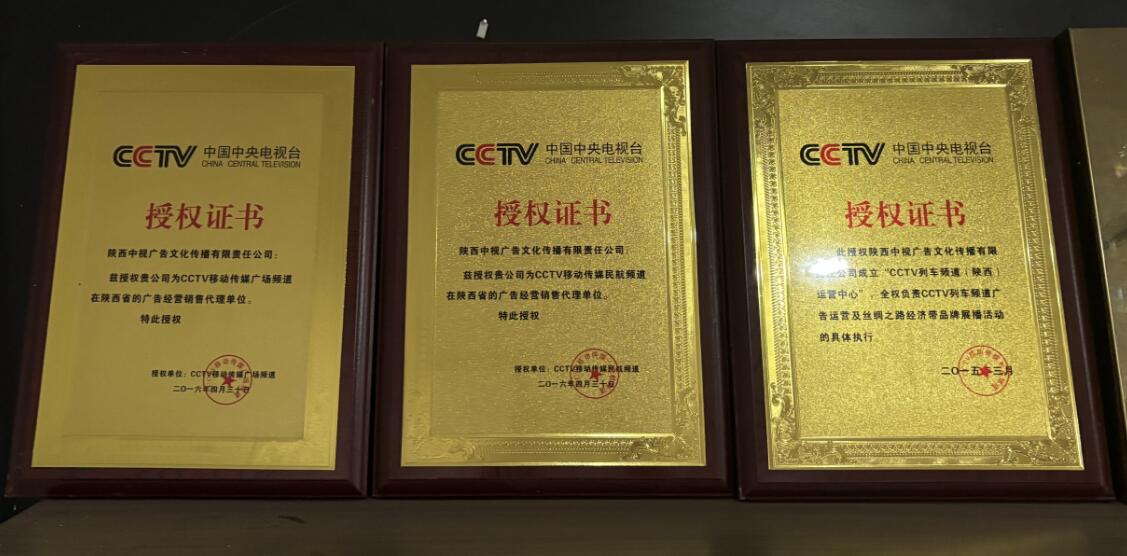 CCTV 中国中央电视台
CHINA CENTRAL TELEVISION
授权证书
陕西中视广告文化传播有限责任公司：
兹授权贵公司为CCTV移动传媒广场频道
在陕西省的广告经营销售代理单位。
特此授权
授权单位：CCTV移动传媒广场频道
二〇一六年四月三十日
CCTV 中国中央电视台
CHINA CENTRAL TELEVISION
授权证书
陕西中视广告文化传播有限责任公司：
兹授权贵公司为CCTV移动传媒民航频道
在陕西省的广告经营销售代理单位。
特此授权
授权单位：CCTV移动传媒民航频道
二〇一六年四月三十日
CCTV 中国中央电视台
CHINA CENTRAL TELEVISION
授权证书
此授权陕西中视广告文化传播有限
责任公司成立“CCTV列车频道（陕西）
运营中心”，全权负责CCTV列车频道广
告运营及丝绸之路经济带品牌展播活动
的具体执行
二〇一五年三月